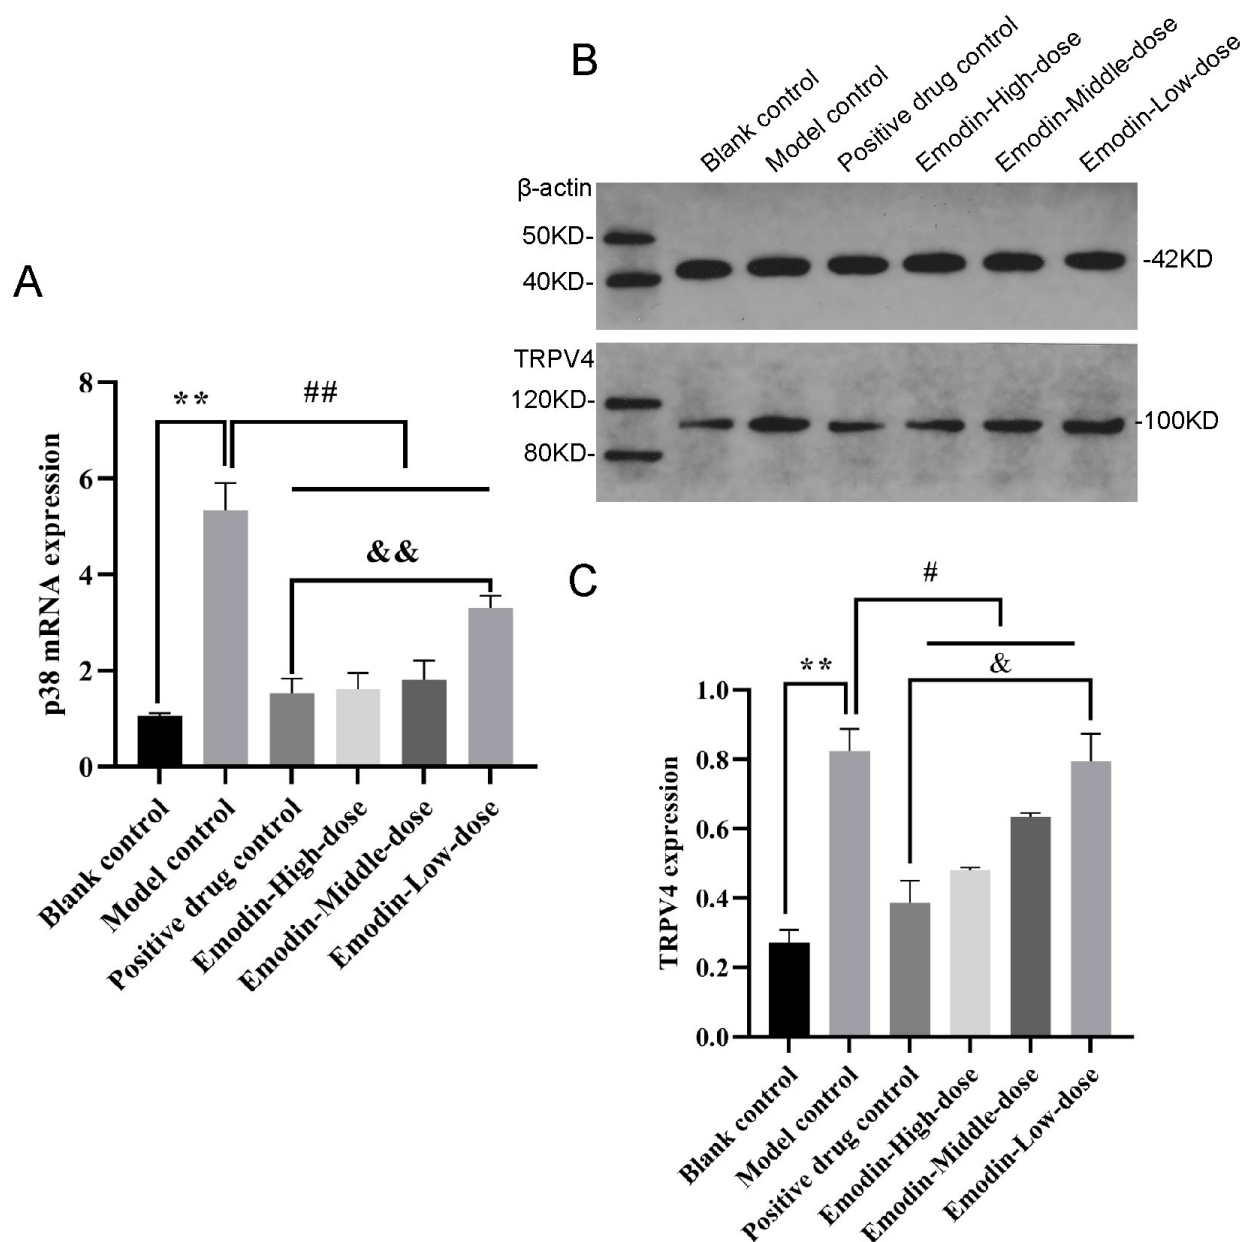 B
Blank control
Model control
Positive drug control
Emodin-High-dose
Emodin-Middle-dose
Emodin-Low-dose
β-actin
50KD-
40KD-
-42KD
TRPV4
120KD-
80KD-
-100KD
A
p38 mRNA expression
8
6
4
2
0
**
##
&&
Blank control
Model control
Positive drug control
Emodin-High-dose
Emodin-Middle-dose
Emodin-Low-dose
C
TRPV4 expression
1.0
0.8
0.6
0.4
0.2
0.0
**
#
&
Blank control
Model control
Positive drug control
Emodin-High-dose
Emodin-Middle-dose
Emodin-Low-dose